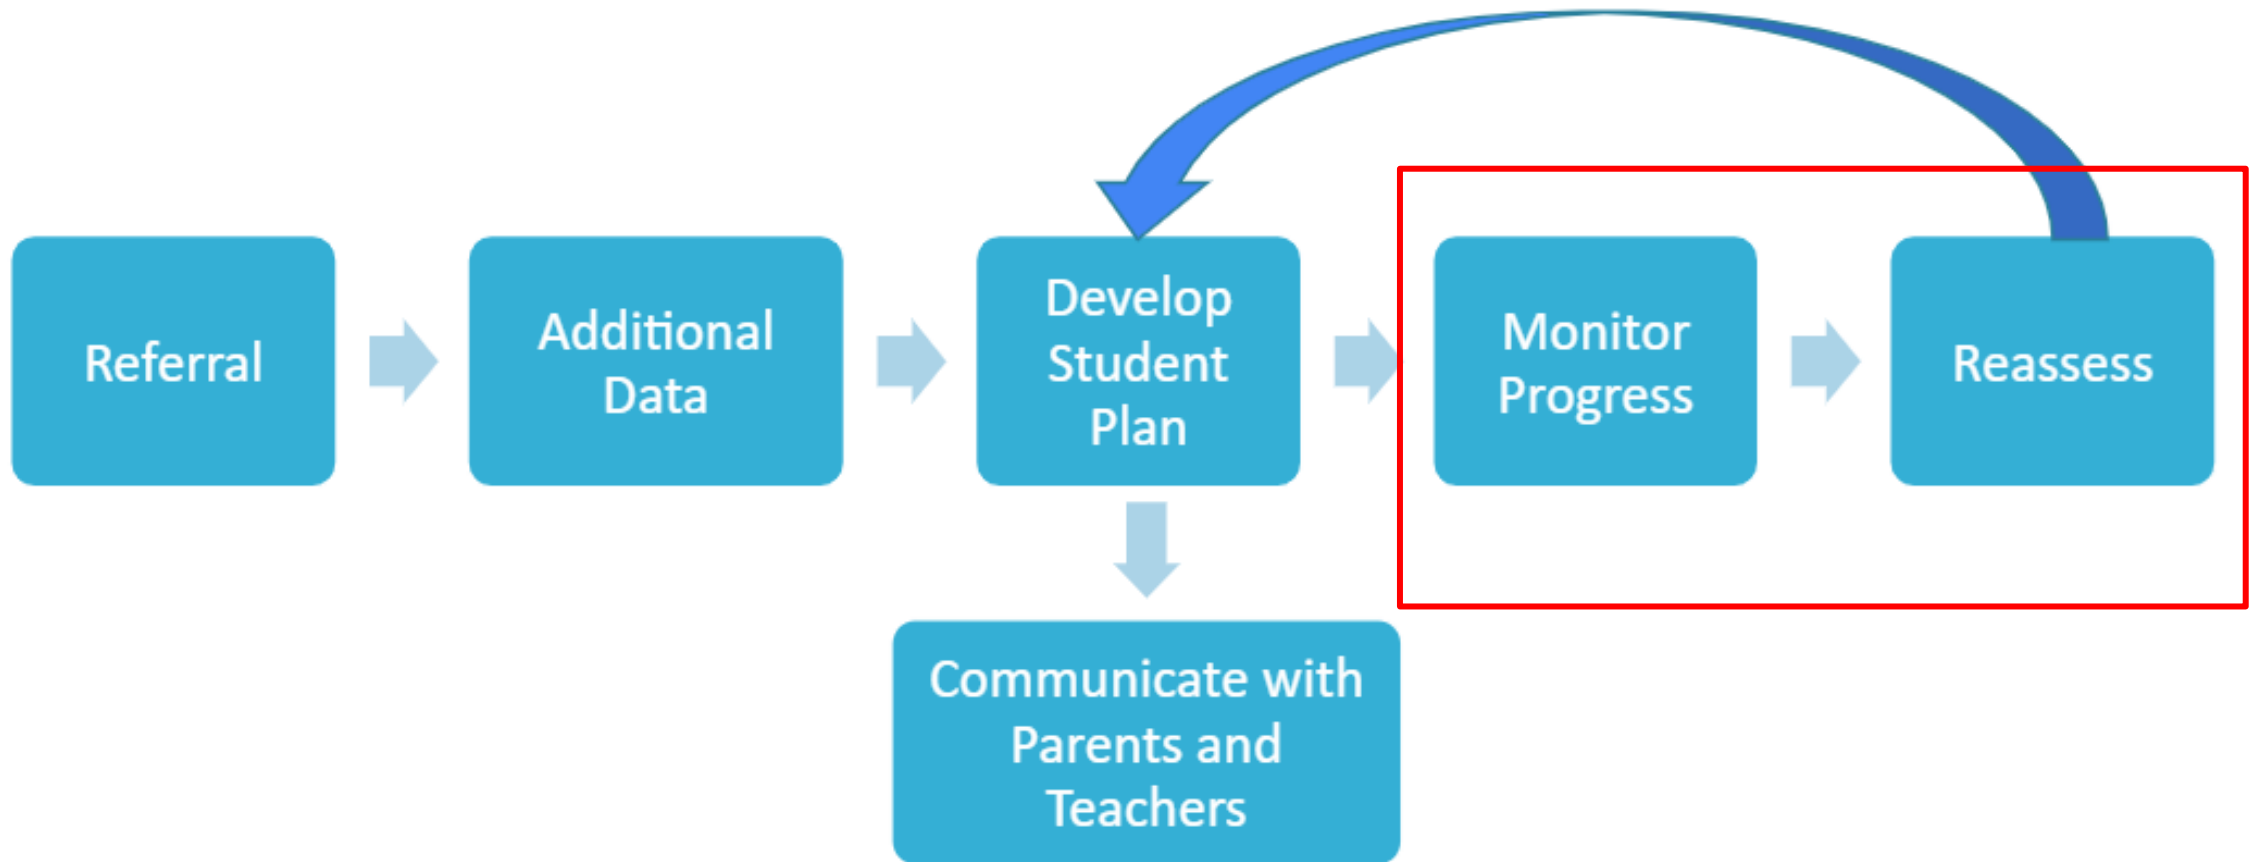 Referral
Additional
Data
Develop
Student
Plan
Monitor
Progress
Reassess
Communicate with
Parents and
Teachers